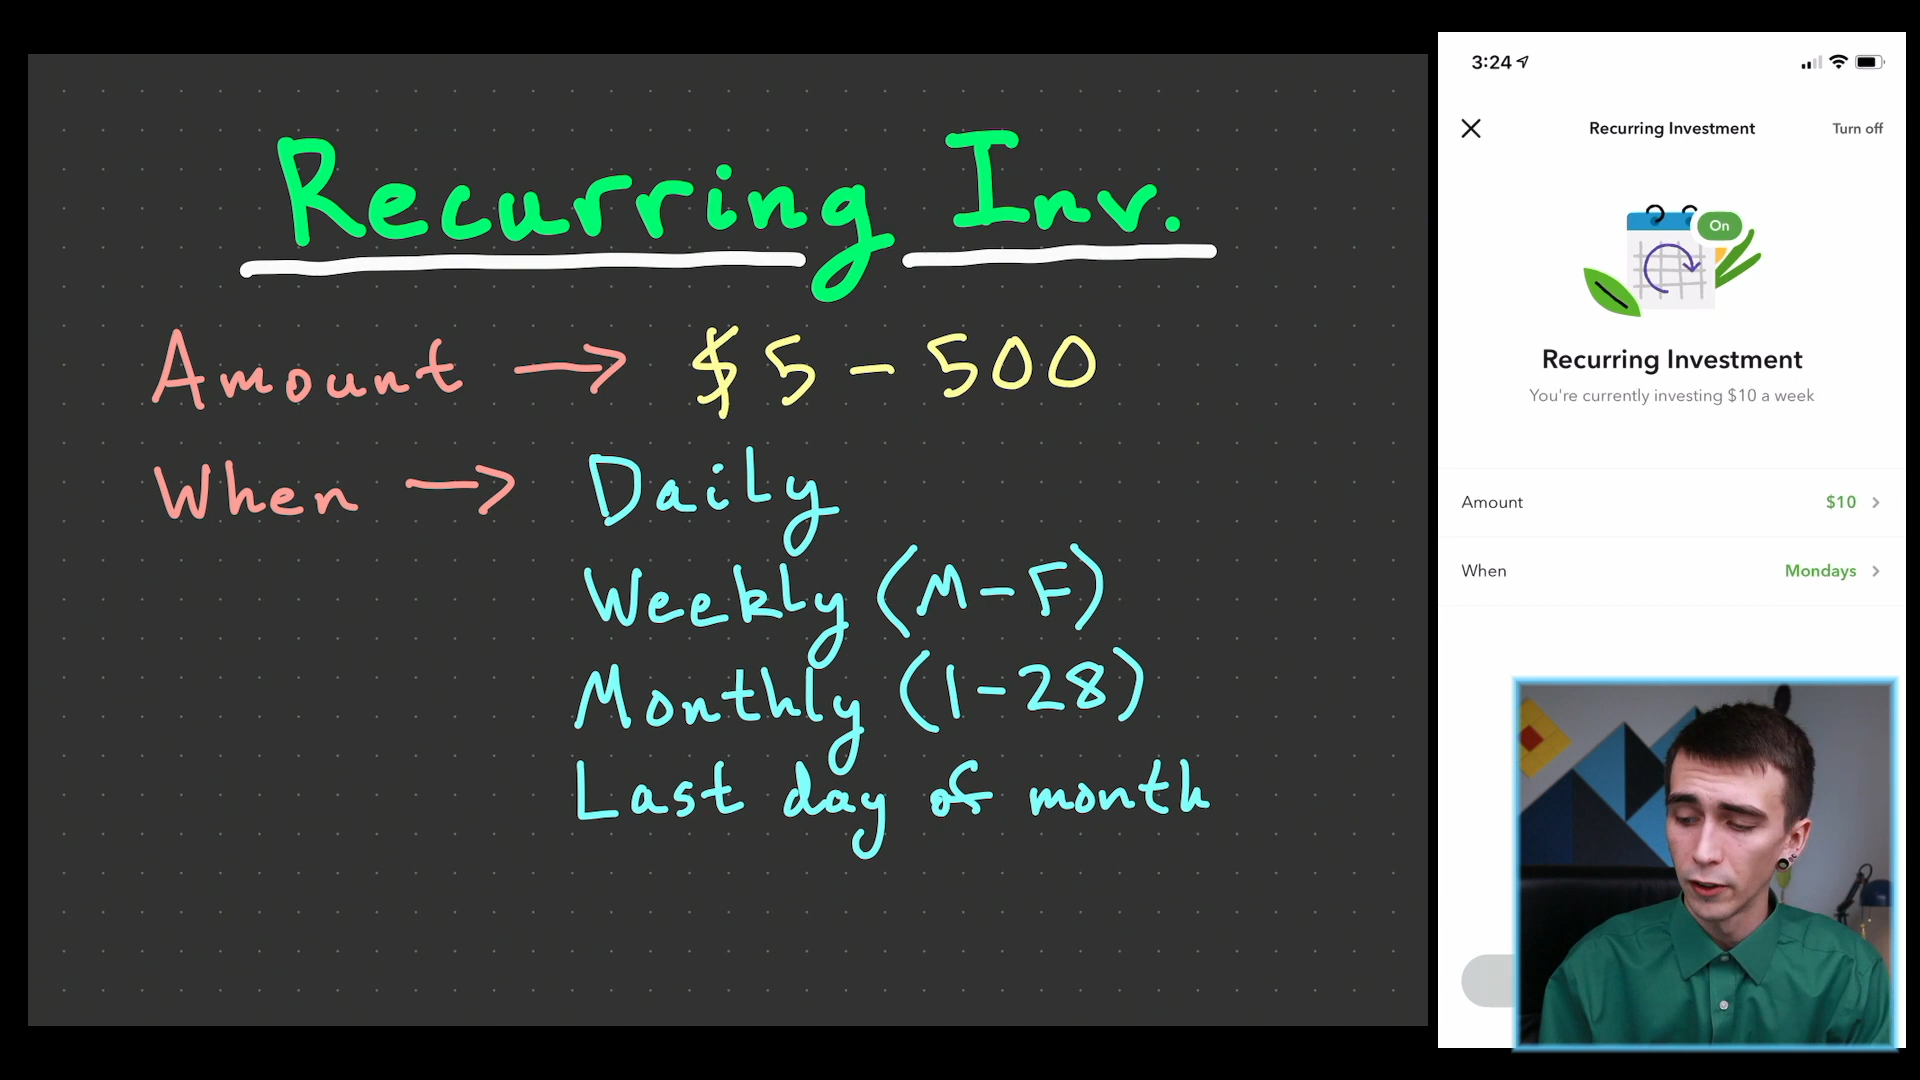 Recurring Inv.
Amount → $5 - 500
When → Daily
Weekly (M - F)
Monthly (1 - 28)
Last day of month
3:24
Recurring Investment
Turn off
On
Recurring Investment
You're currently investing $10 a week
Amount $10
When Mondays